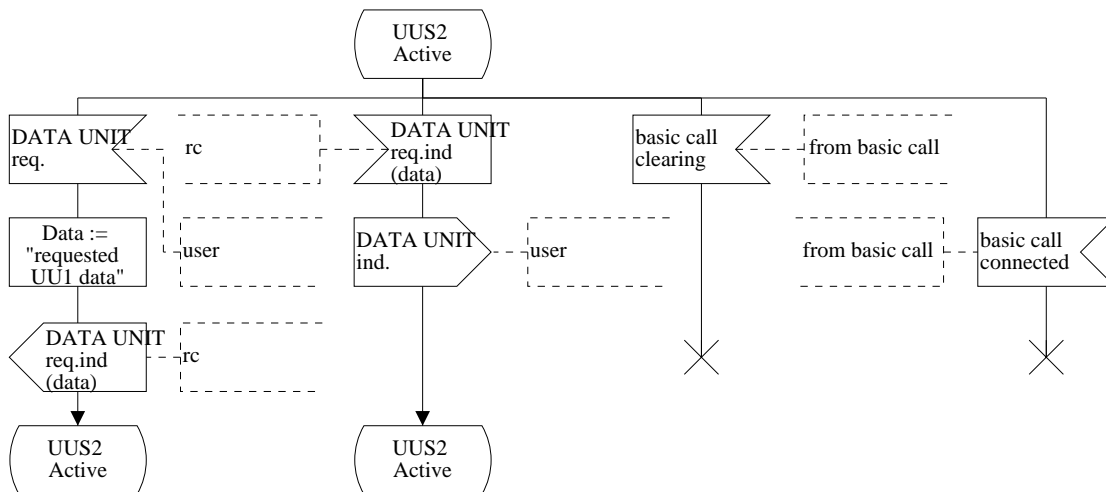 UUS2
Active
DATA UNIT
req.
rc
DATA UNIT
req.ind
(data)
basic call
clearing
from basic call
Data :=
"requested
UU1 data"
user
DATA UNIT
ind.
user
from basic call
basic call
connected
DATA UNIT
req.ind
(data)
rc
UUS2
Active
UUS2
Active